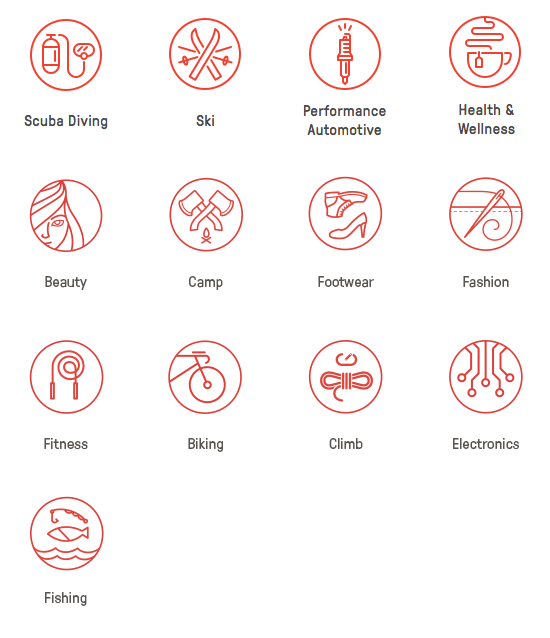 Scuba Diving
Ski
Performance
Automotive
Health &
Wellness
Beauty
Camp
Footwear
Fashion
Fitness
Biking
Climb
Electronics
Fishing